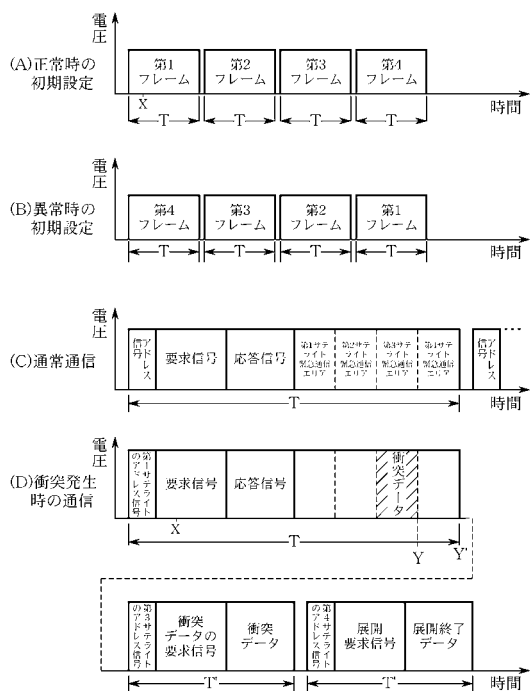 電圧
(A)正常時の
初期設定
第1
フレーム
第2
フレーム
第3
フレーム
第4
フレーム
X
時間
T
T
T
T
電圧
(B)異常時の
初期設定
第4
フレーム
第3
フレーム
第2
フレーム
第1
フレーム
時間
T
T
T
T
電圧
(C)通常通信
アドレス
信号
要求信号
応答信号
第1サテ
ライト
緊急通信
エリア
第2サテ
ライト
緊急通信
エリア
第3サテ
ライト
緊急通信
エリア
第4サテ
ライト
緊急通信
エリア
アドレス
信号
時間
T
電圧
(D)衝突発生
時の通信
第1サテライト
のアドレス信号
要求信号
応答信号
衝突データ
X
T
Y
Y'
時間
第3サテライト
のアドレス信号
衝突
データの
要求信号
衝突
データ
第4サテライト
のアドレス信号
展開
要求信号
展開終了
データ
T'
T'
時間